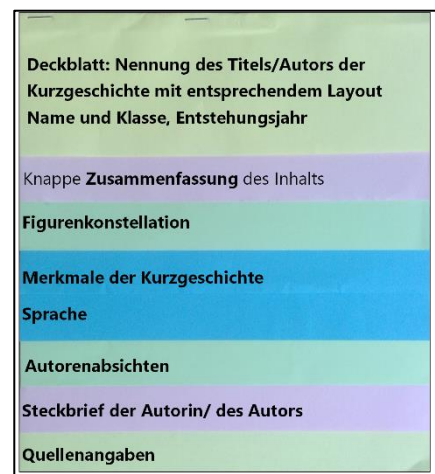 Deckblatt: Nennung des Titels/Autors der
Kurzgeschichte mit entsprechendem Layout
Name und Klasse, Entstehungsjahr
Knappe Zusammenfassung des Inhalts
Figurenkonstellation
Merkmale der Kurzgeschichte
Sprache
Autorenabsichten
Steckbrief der Autorin/ des Autors
Quellenangaben